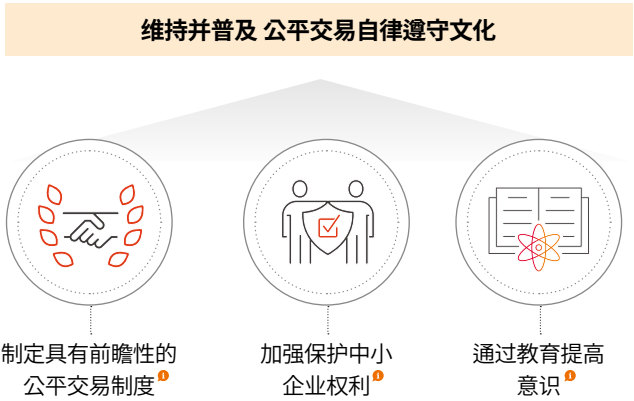 维持并普及 公平交易自律遵守文化
制定具有前瞻性的
公平交易制度
加强保护中小
企业权利
通过教育提高
意识